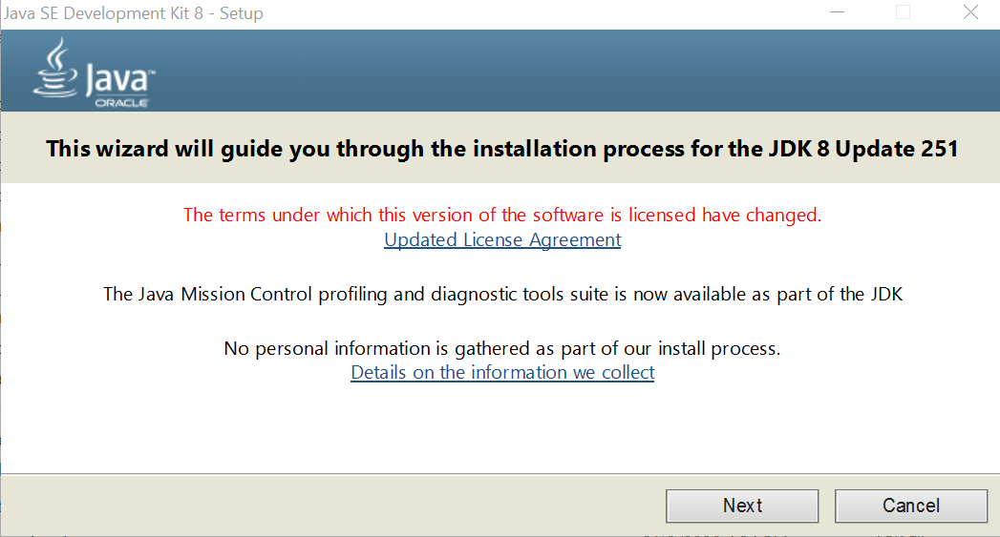 Java SE Development Kit 8 - Setup
Java™
ORACLE
This wizard will guide you through the installation process for the JDK 8 Update 251
The terms under which this version of the software is licensed have changed.
Updated License Agreement
The Java Mission Control profiling and diagnostic tools suite is now available as part of the JDK
No personal information is gathered as part of our install process.
Details on the information we collect
Next
Cancel